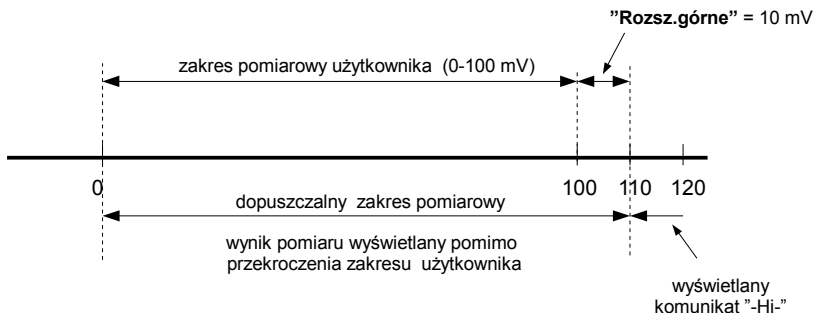 ”Rozsz.górne” = 10 mV
zakres pomiarowy użytkownika (0-100 mV)
0
100
110
120
dopuszczalny zakres pomiarowy
wynik pomiaru wyświetlany pomimo
przekroczenia zakresu użytkownika
wyświetlany
komunikat ”-Hi-”